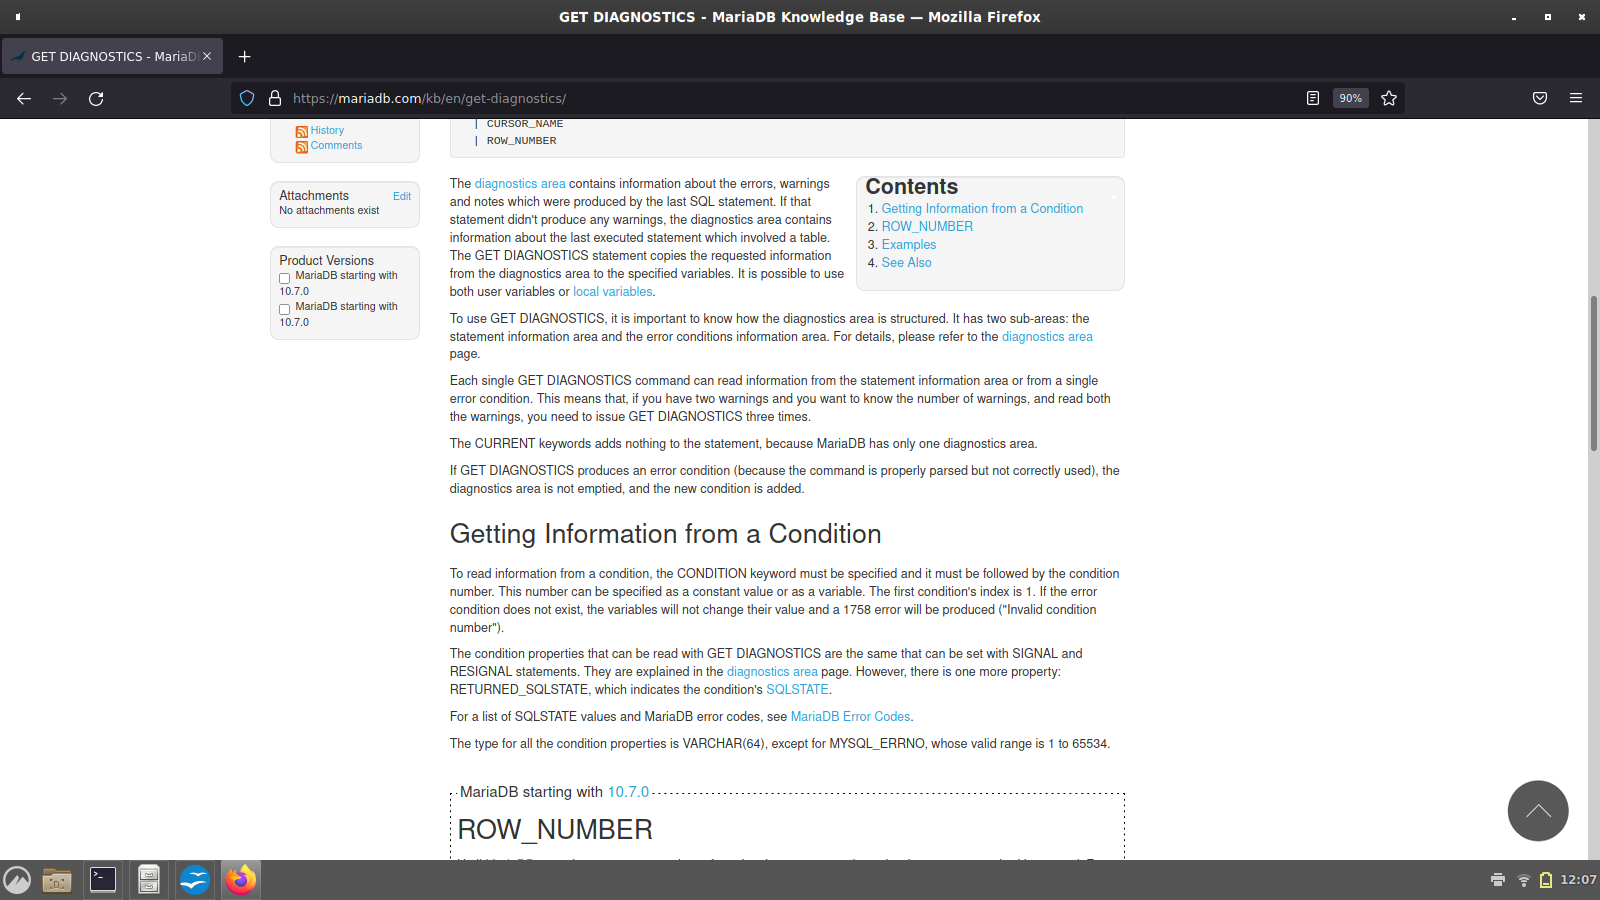 GET DIAGNOSTICS - MariaDB Knowledge Base — Mozilla Firefox
GET DIAGNOSTICS - MariaD
https://mariadb.com/kb/en/get-diagnostics/
90%
History
Comments
Attachments
Edit
No attachments exist
Product Versions
MariaDB starting with
10.7.0
MariaDB starting with
10.7.0
| CURSOR_NAME
| ROW_NUMBER
The diagnostics area contains information about the errors, warnings
and notes which were produced by the last SQL statement. If that
statement didn't produce any warnings, the diagnostics area contains
information about the last executed statement which involved a table.
The GET DIAGNOSTICS statement copies the requested information
from the diagnostics area to the specified variables. It is possible to use
both user variables or local variables.
Contents
1. Getting Information from a Condition
2. ROW_NUMBER
3. Examples
4. See Also
To use GET DIAGNOSTICS, it is important to know how the diagnostics area is structured. It has two sub-areas: the
statement information area and the error conditions information area. For details, please refer to the diagnostics area
page.
Each single GET DIAGNOSTICS command can read information from the statement information area or from a single
error condition. This means that, if you have two warnings and you want to know the number of warnings, and read both
the warnings, you need to issue GET DIAGNOSTICS three times.
The CURRENT keywords adds nothing to the statement, because MariaDB has only one diagnostics area.
If GET DIAGNOSTICS produces an error condition (because the command is properly parsed but not correctly used), the
diagnostics area is not emptied, and the new condition is added.
Getting Information from a Condition
To read information from a condition, the CONDITION keyword must be specified and it must be followed by the condition
number. This number can be specified as a constant value or as a variable. The first condition's index is 1. If the error
condition does not exist, the variables will not change their value and a 1758 error will be produced ("Invalid condition
number").
The condition properties that can be read with GET DIAGNOSTICS are the same that can be set with SIGNAL and
RESIGNAL statements. They are explained in the diagnostics area page. However, there is one more property:
RETURNED_SQLSTATE, which indicates the condition's SQLSTATE.
For a list of SQLSTATE values and MariaDB error codes, see MariaDB Error Codes.
The type for all the condition properties is VARCHAR(64), except for MYSQL_ERRNO, whose valid range is 1 to 65534.
MariaDB starting with 10.7.0
ROW_NUMBER
12:07